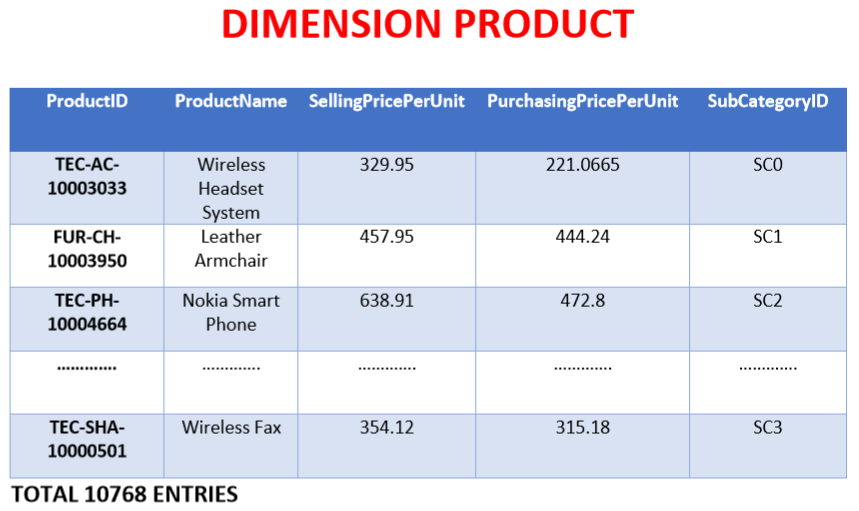 DIMENSION PRODUCT
ProductID ProductName SellingPricePerUnit PurchasingPricePerUnit SubCategoryID
TEC-AC-
10003033
Wireless
Headset
System
329.95
221.0665
SC0
FUR-CH-
10003950
Leather
Armchair
457.95
444.24
SC1
TEC-PH-
10004664
Nokia Smart
Phone
638.91
472.8
SC2
............. ............. ............. ............. .............
TEC-SHA-
10000501
Wireless Fax
354.12
315.18
SC3
TOTAL 10768 ENTRIES